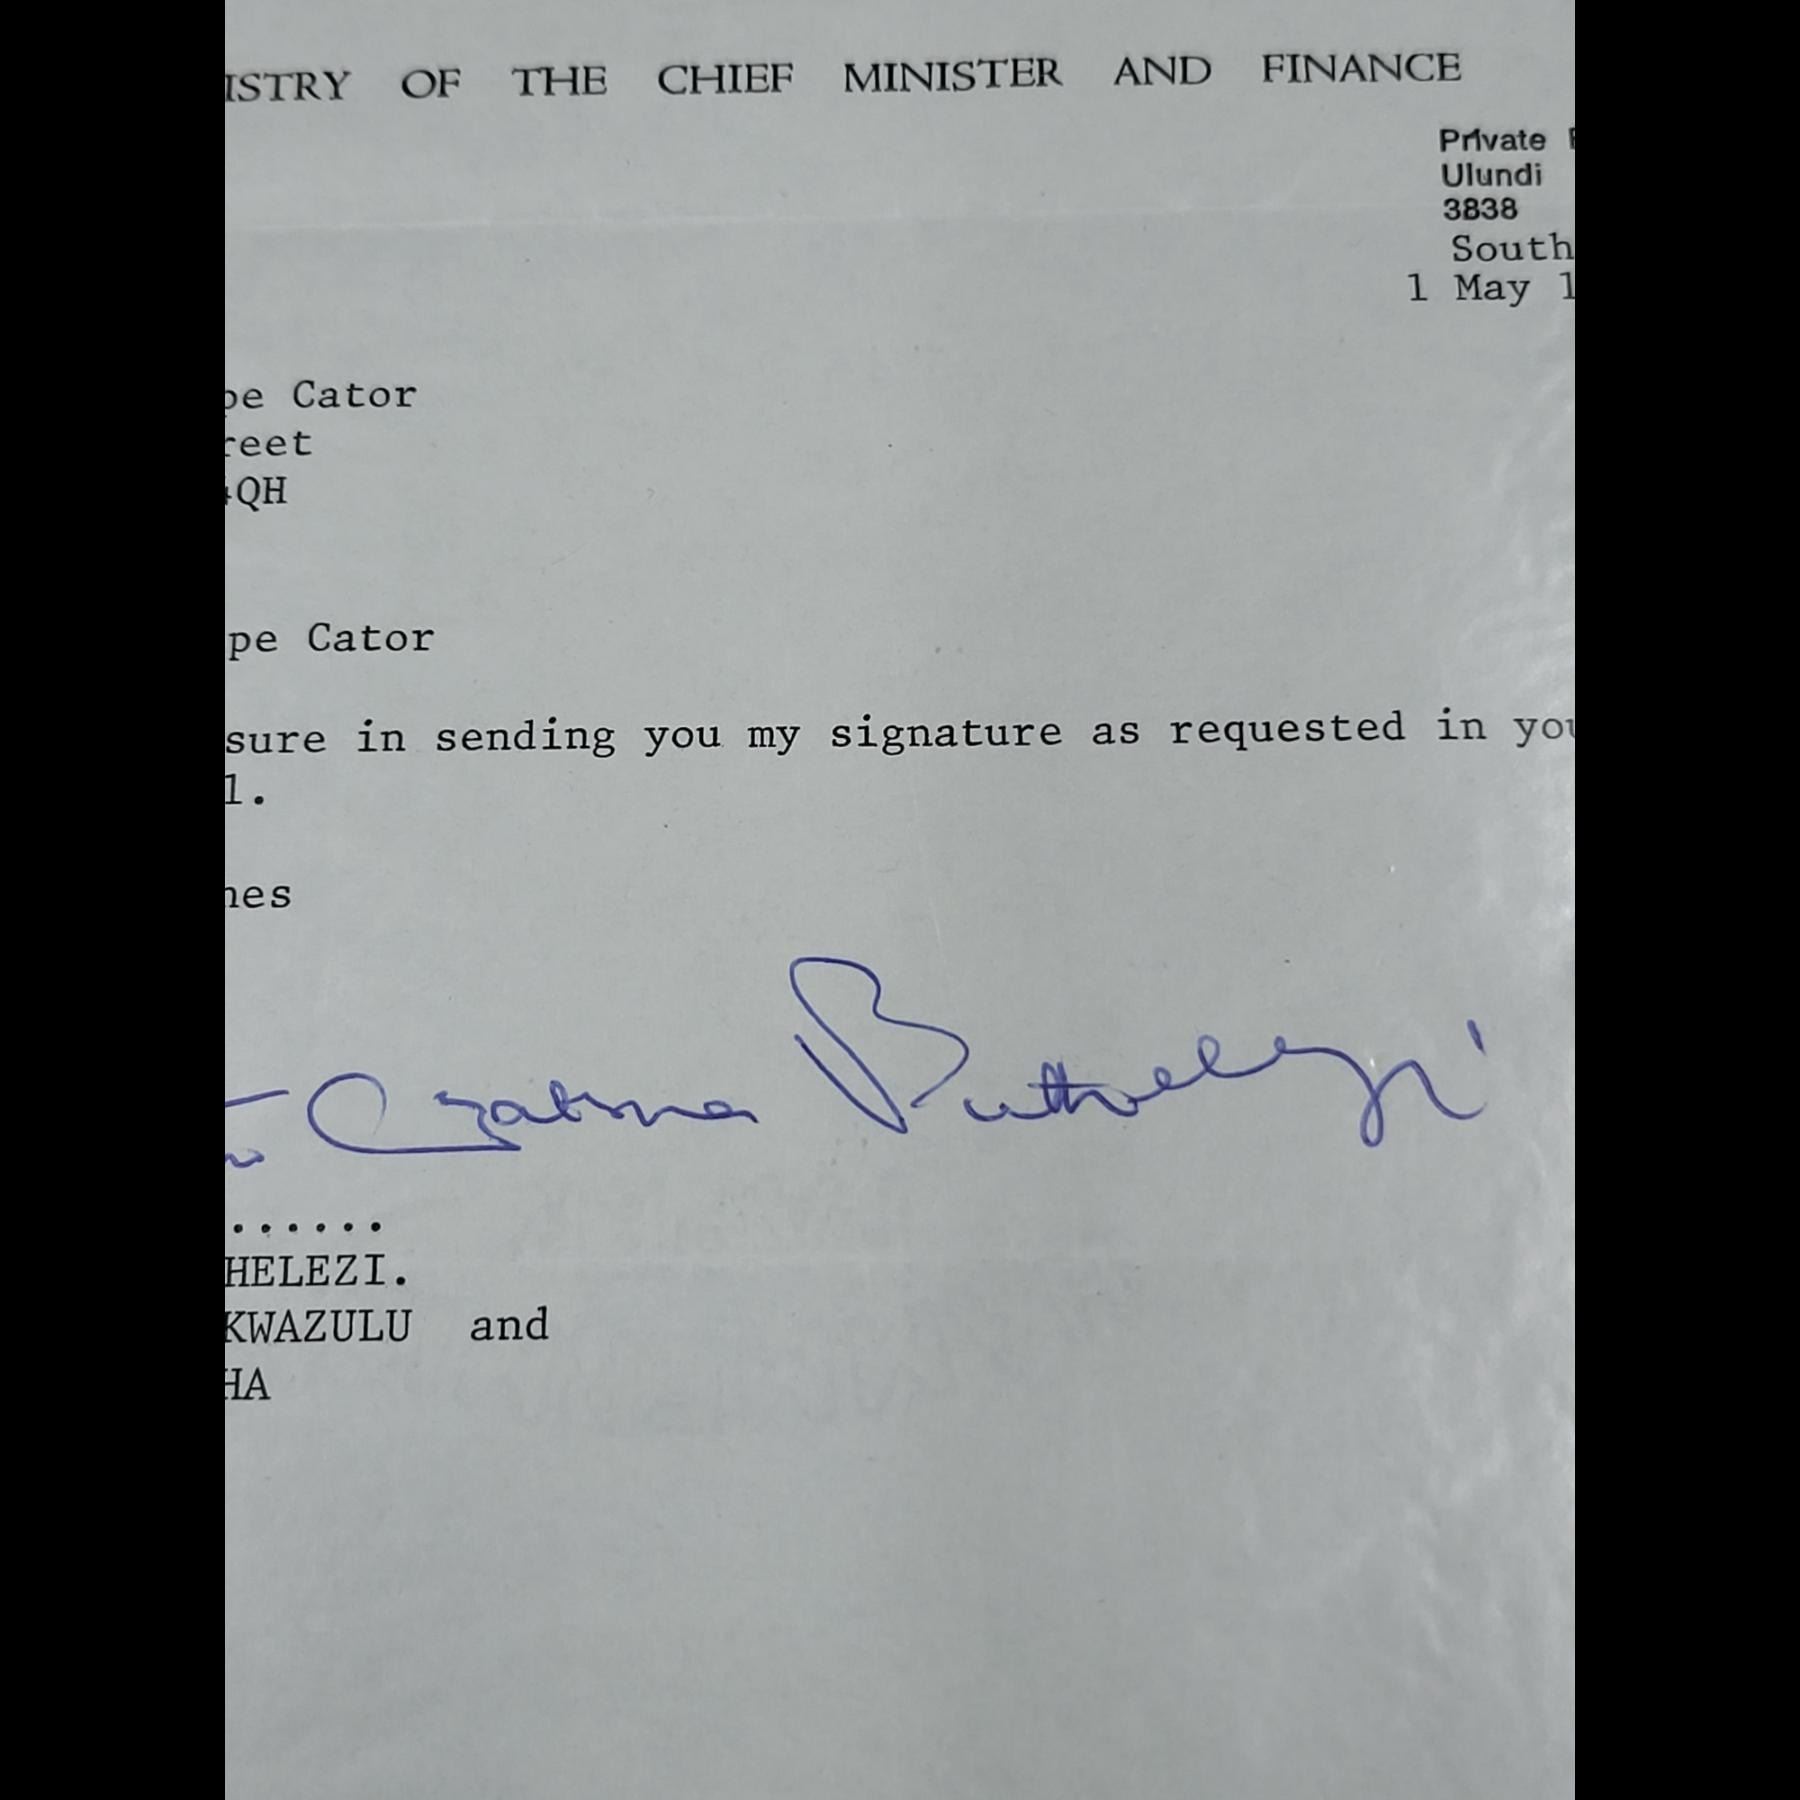 ISTRY OF THE CHIEF MINISTER AND FINANCE
Private
Ulundi
3838
South
1 May 1
pe Cator
reet
QH
pe Cator
sure in sending you my signature as requested in you
l.
hes
Gatsha Buthelezi
......
HELEZI.
KWAZULU and
HA